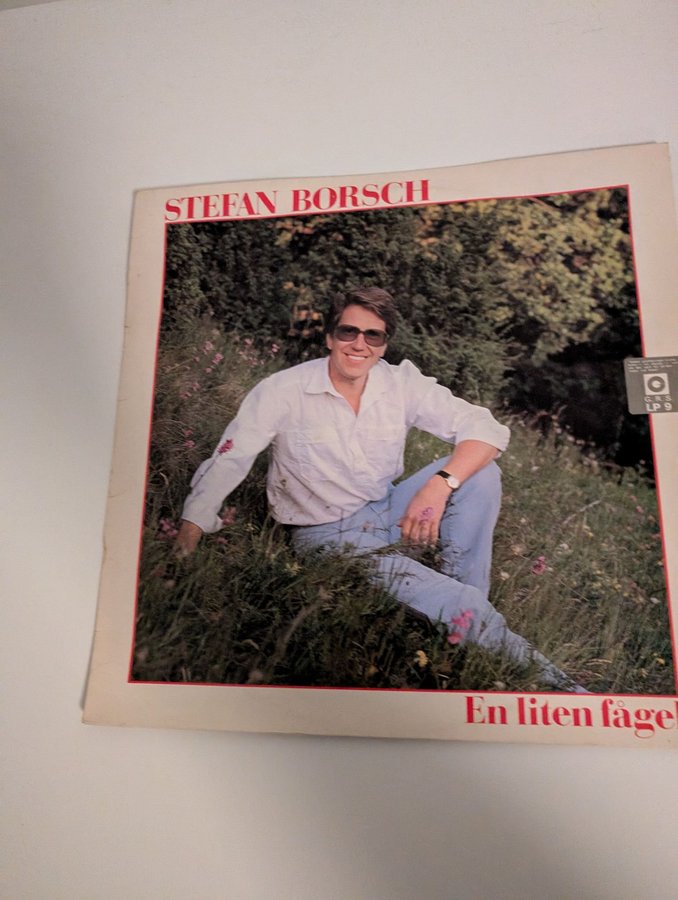 STEFAN BORSCH
G.R.S
LP 9
En liten fågel